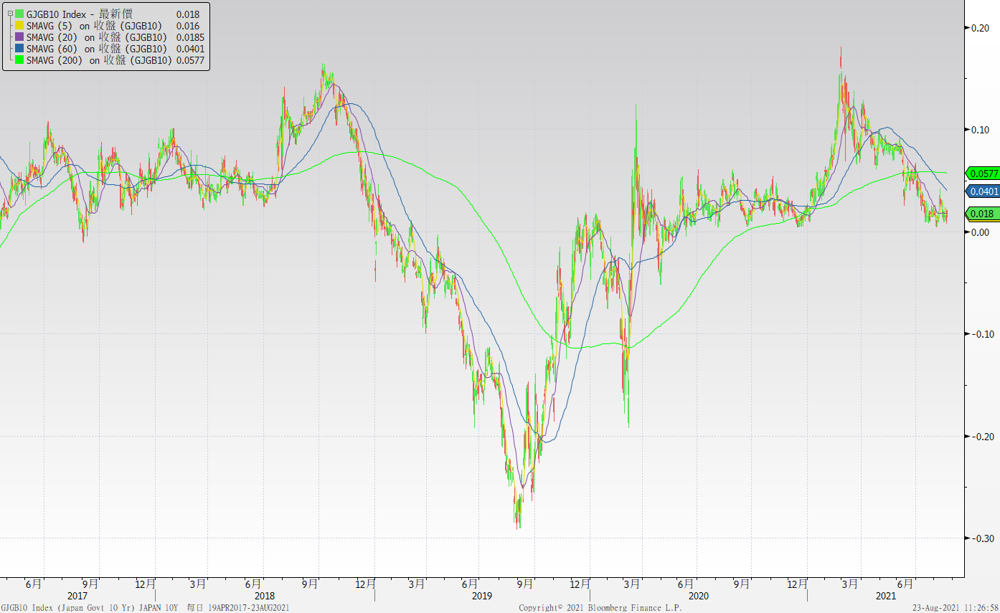 GJGB10 Index - 最新價 0.018
SMAVG (5) on 收盤 (GJGB10) 0.016
SMAVG (20) on 收盤 (GJGB10) 0.0185
SMAVG (60) on 收盤 (GJGB10) 0.0401
SMAVG (200) on 收盤 (GJGB10) 0.0577
0.20
0.10
0.0577
0.0401
0.018
0.00
-0.10
-0.20
-0.30
6月 9月 12月 3月 6月 9月 12月 3月 6月 9月 12月 3月 6月 9月 12月 3月 6月
2017 2018 2019 2020 2021
GJGB10 Index (Japan Govt 10 Yr) JAPAN 10Y 每日 19APR2017-23AUG2021 Copyright© 2021 Bloomberg Finance L.P. 23-Aug-2021 11:26:58